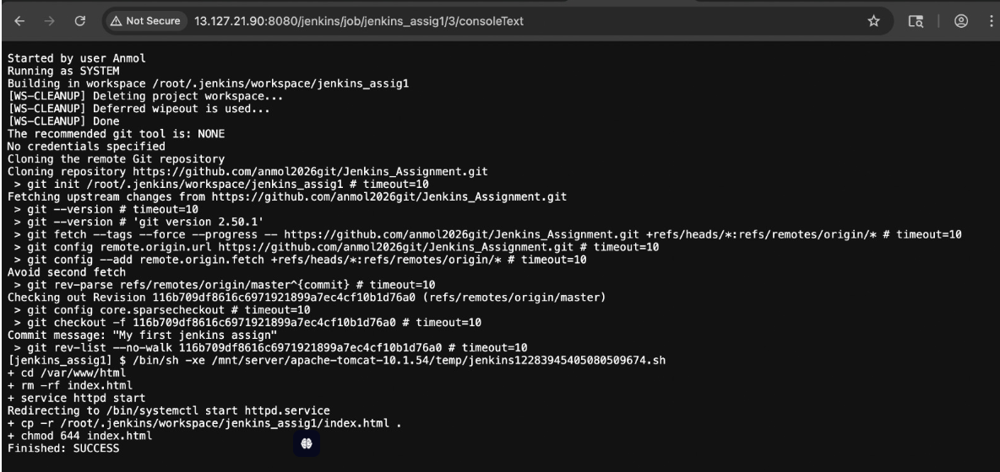 Not Secure 13.127.21.90:8080/jenkins/job/jenkins_assig1/3/consoleText
Started by user Anmol
Running as SYSTEM
Building in workspace /root/.jenkins/workspace/jenkins_assig1
[WS-CLEANUP] Deleting project workspace...
[WS-CLEANUP] Deferred wipeout is used...
[WS-CLEANUP] Done
The recommended git tool is: NONE
No credentials specified
Cloning the remote Git repository
Cloning repository https://github.com/anmol2026git/Jenkins_Assignment.git
 > git init /root/.jenkins/workspace/jenkins_assig1 # timeout=10
Fetching upstream changes from https://github.com/anmol2026git/Jenkins_Assignment.git
 > git --version # timeout=10
 > git --version # 'git version 2.50.1'
 > git fetch --tags --force --progress -- https://github.com/anmol2026git/Jenkins_Assignment.git +refs/heads/*:refs/remotes/origin/* # timeout=10
 > git config remote.origin.url https://github.com/anmol2026git/Jenkins_Assignment.git # timeout=10
 > git config --add remote.origin.fetch +refs/heads/*:refs/remotes/origin/* # timeout=10
Avoid second fetch
 > git rev-parse refs/remotes/origin/master^{commit} # timeout=10
Checking out Revision 116b709df8616c6971921899a7ec4cf10b1d76a0 (refs/remotes/origin/master)
 > git config core.sparsecheckout # timeout=10
 > git checkout -f 116b709df8616c6971921899a7ec4cf10b1d76a0 # timeout=10
Commit message: "My first jenkins assign"
 > git rev-list --no-walk 116b709df8616c6971921899a7ec4cf10b1d76a0 # timeout=10
[jenkins_assig1] $ /bin/sh -xe /mnt/server/apache-tomcat-10.1.54/temp/jenkins12283945405080509674.sh
+ cd /var/www/html
+ rm -rf index.html
+ service httpd start
Redirecting to /bin/systemctl start httpd.service
+ cp -r /root/.jenkins/workspace/jenkins_assig1/index.html .
+ chmod 644 index.html
Finished: SUCCESS